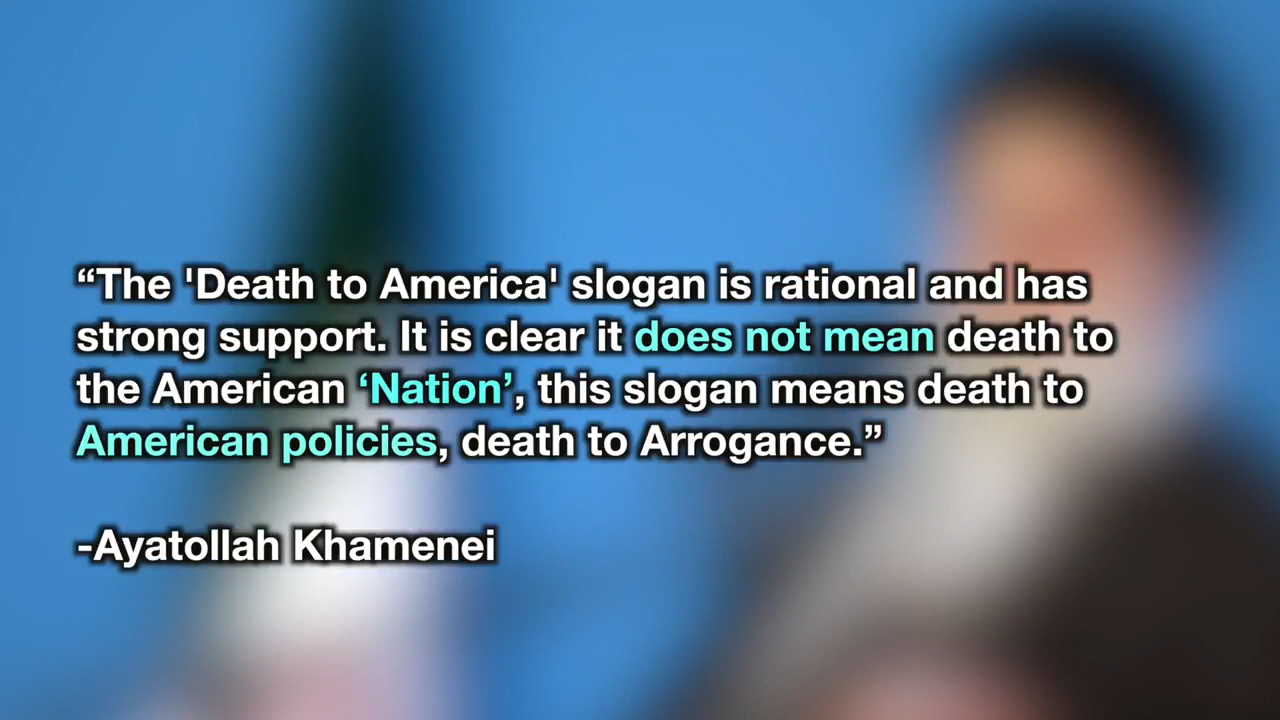 “The 'Death to America' slogan is rational and has
strong support. It is clear it does not mean death to
the American ‘Nation’, this slogan means death to
American policies, death to Arrogance.”
-Ayatollah Khamenei